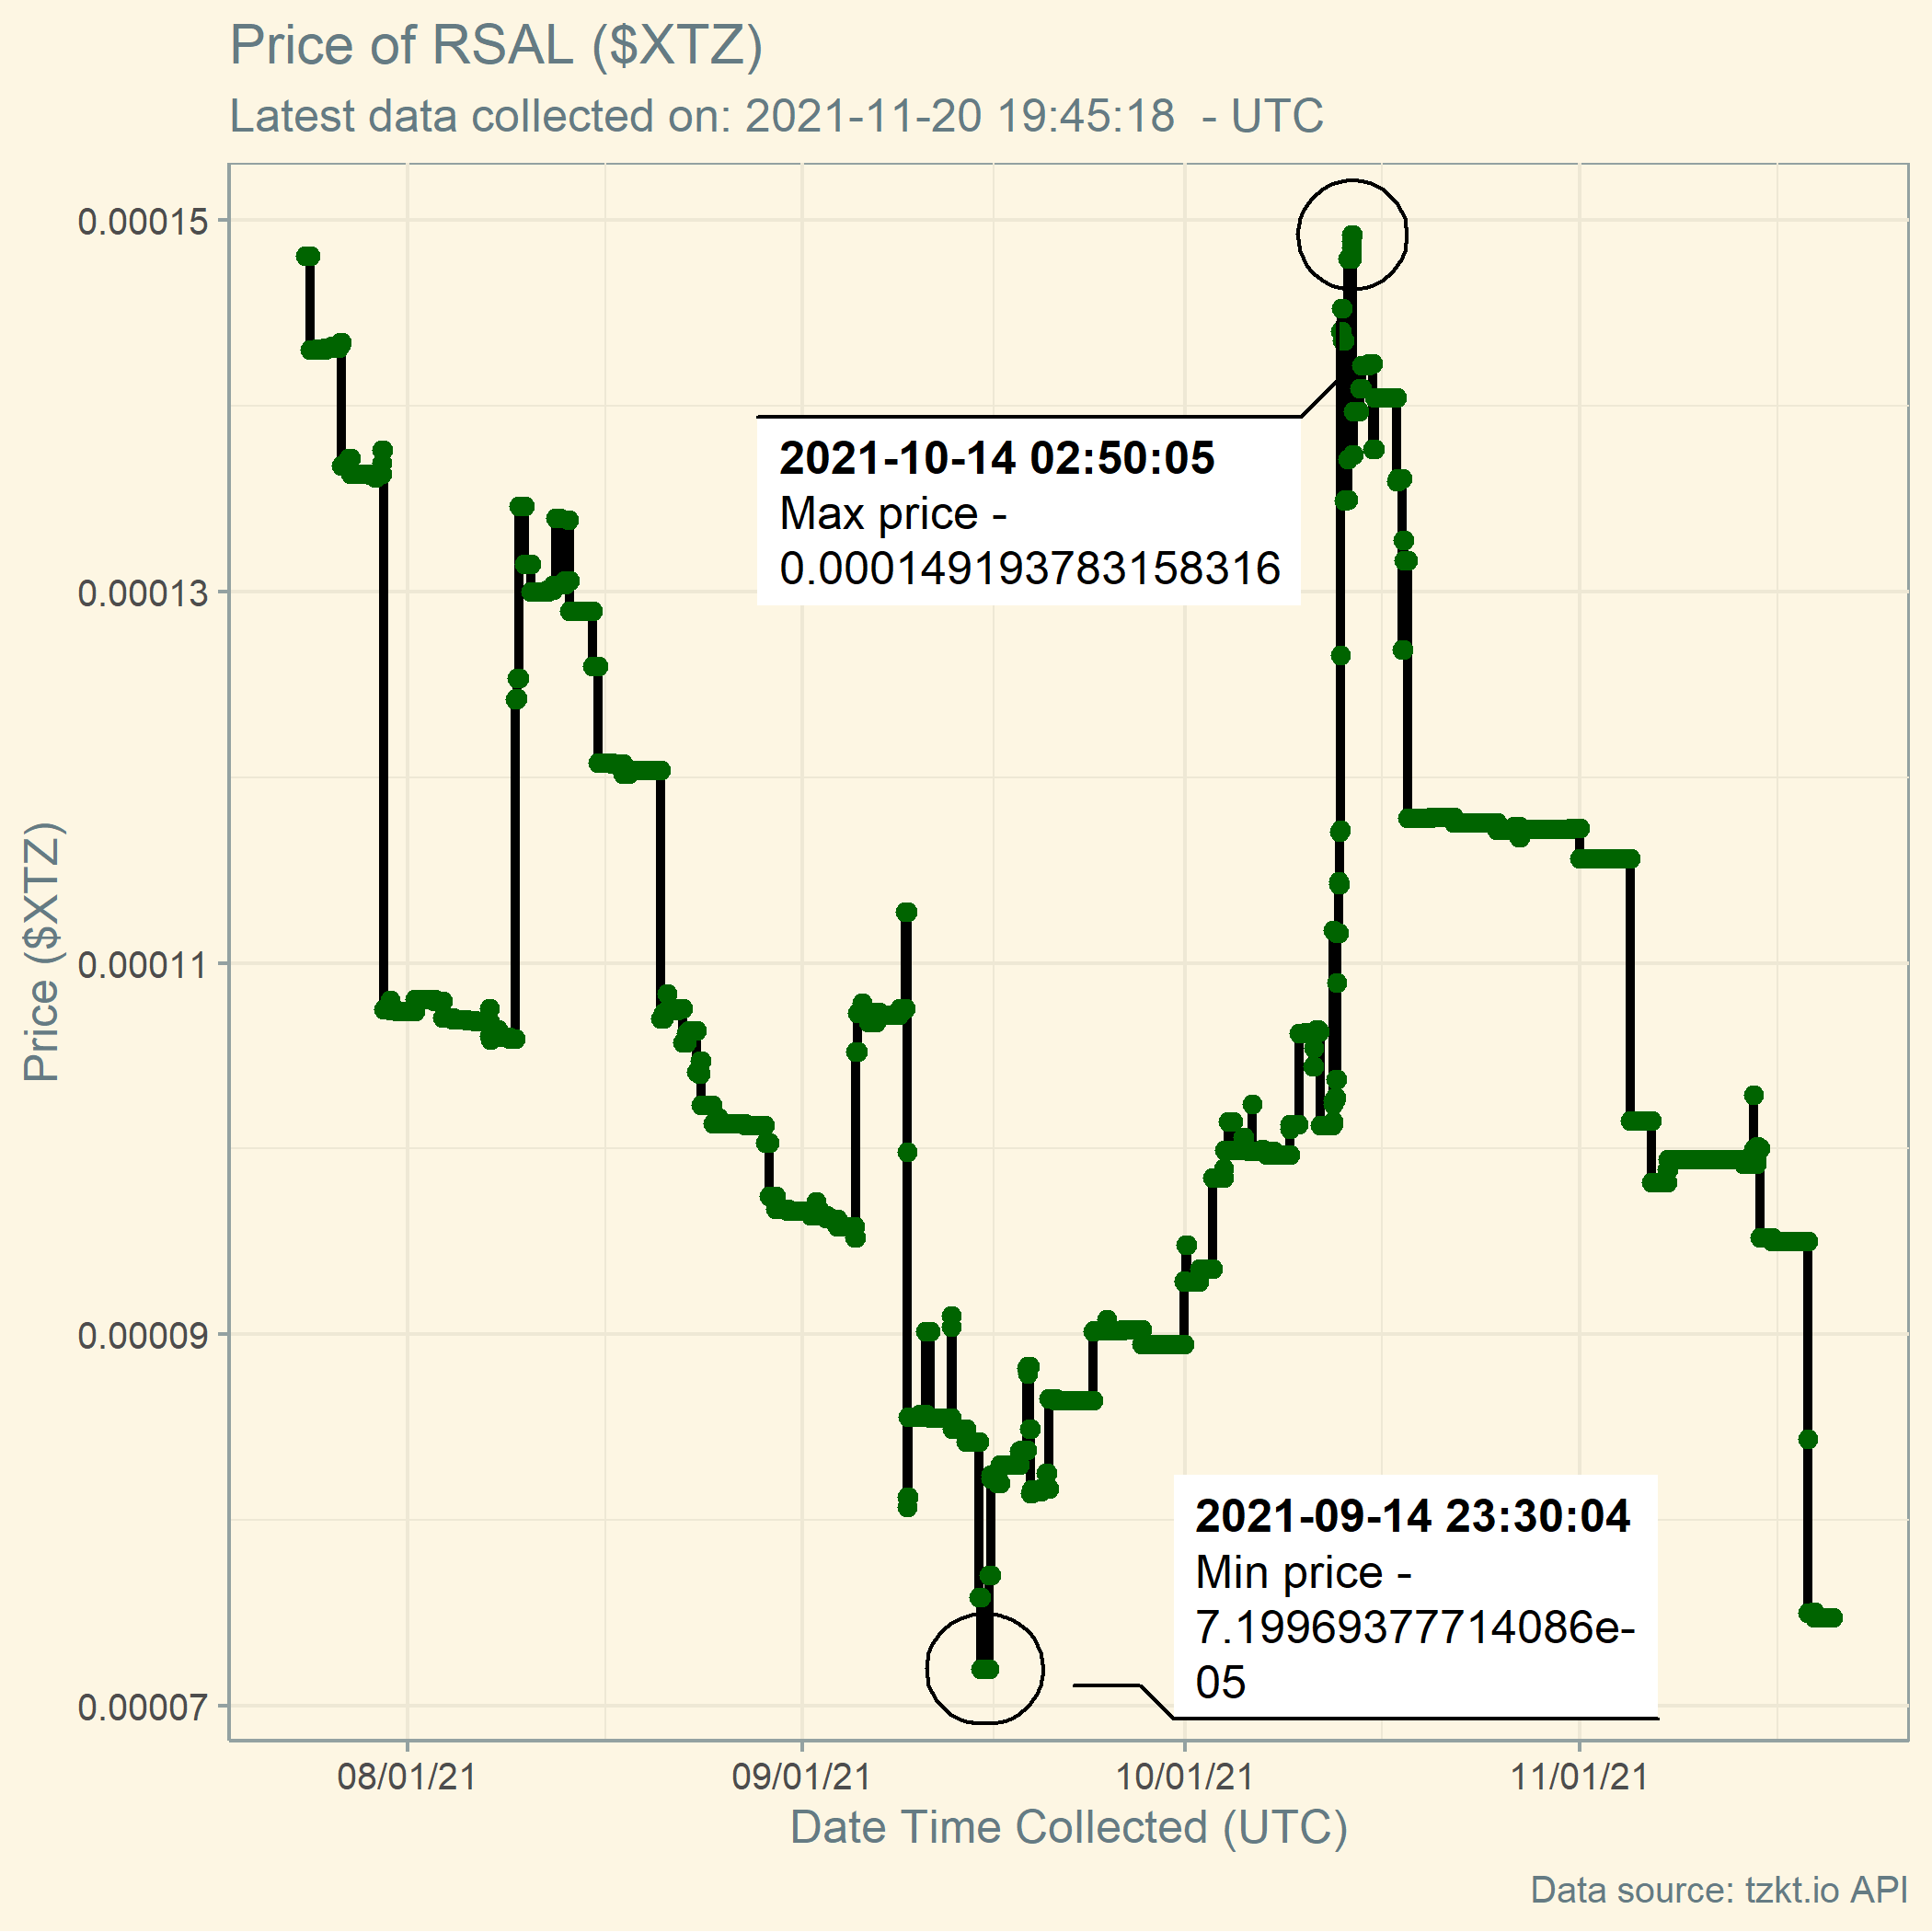 Price of RSAL ($XTZ)
Latest data collected on: 2021-11-20 19:45:18  - UTC
Price ($XTZ)
0.00015
0.00013
0.00011
0.00009
0.00007
2021-10-14 02:50:05
Max price -
0.000149193783158316
2021-09-14 23:30:04
Min price -
7.19969377714086e-
05
08/01/21
09/01/21
10/01/21
11/01/21
Date Time Collected (UTC)
Data source: tzkt.io API